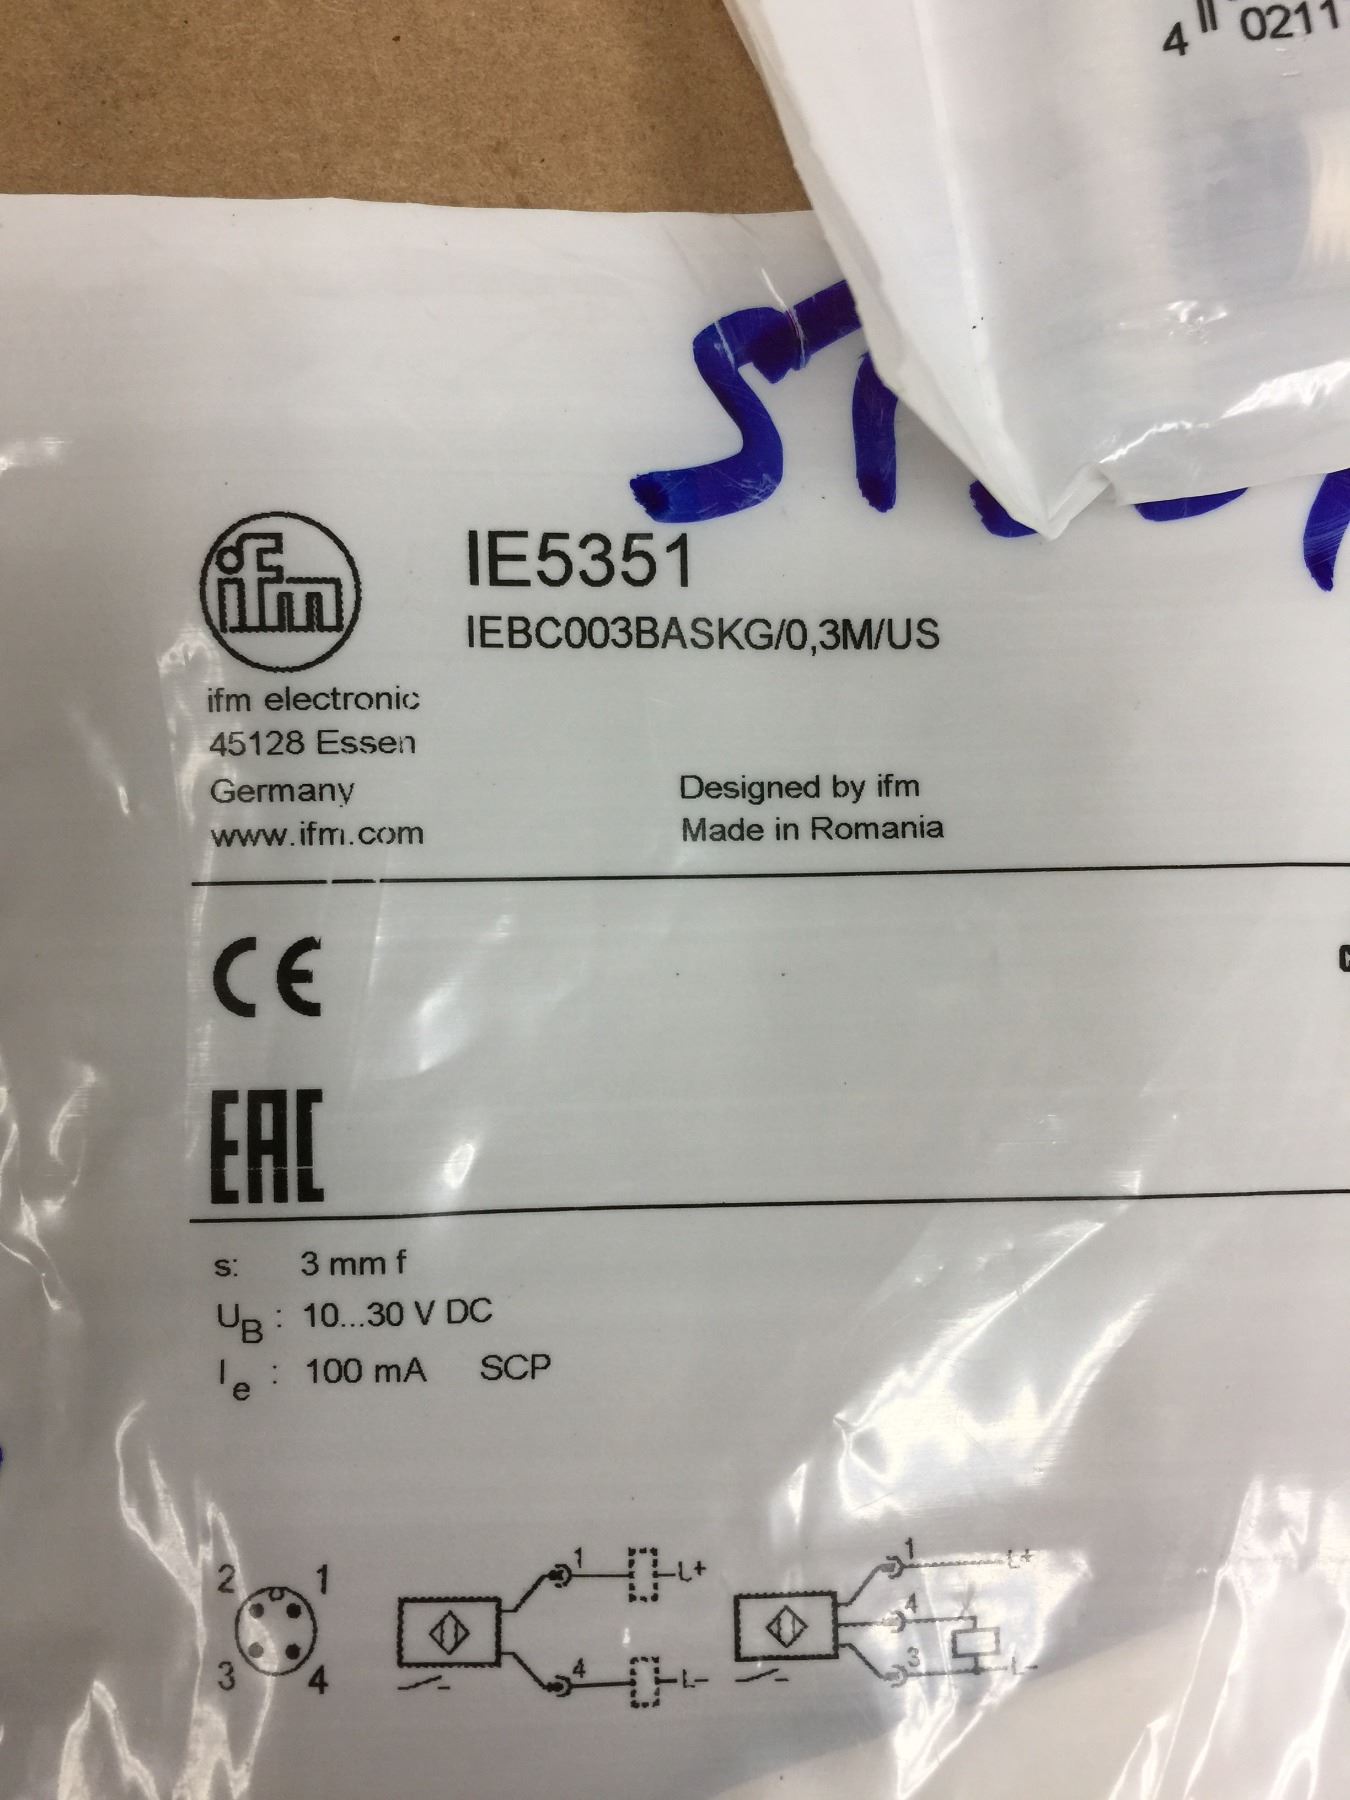 4 0211
ifm
IE5351
IEBC003BASKG/0,3M/US
ifm electronic
45128 Essen
Germany
www.ifm.com
Designed by ifm
Made in Romania
CE
EAC
s: 3 mm f
UB : 10...30 V DC
Ie : 100 mA SCP
2 1
3 4
1 L+
4 L-
1 L+
4
3 L-